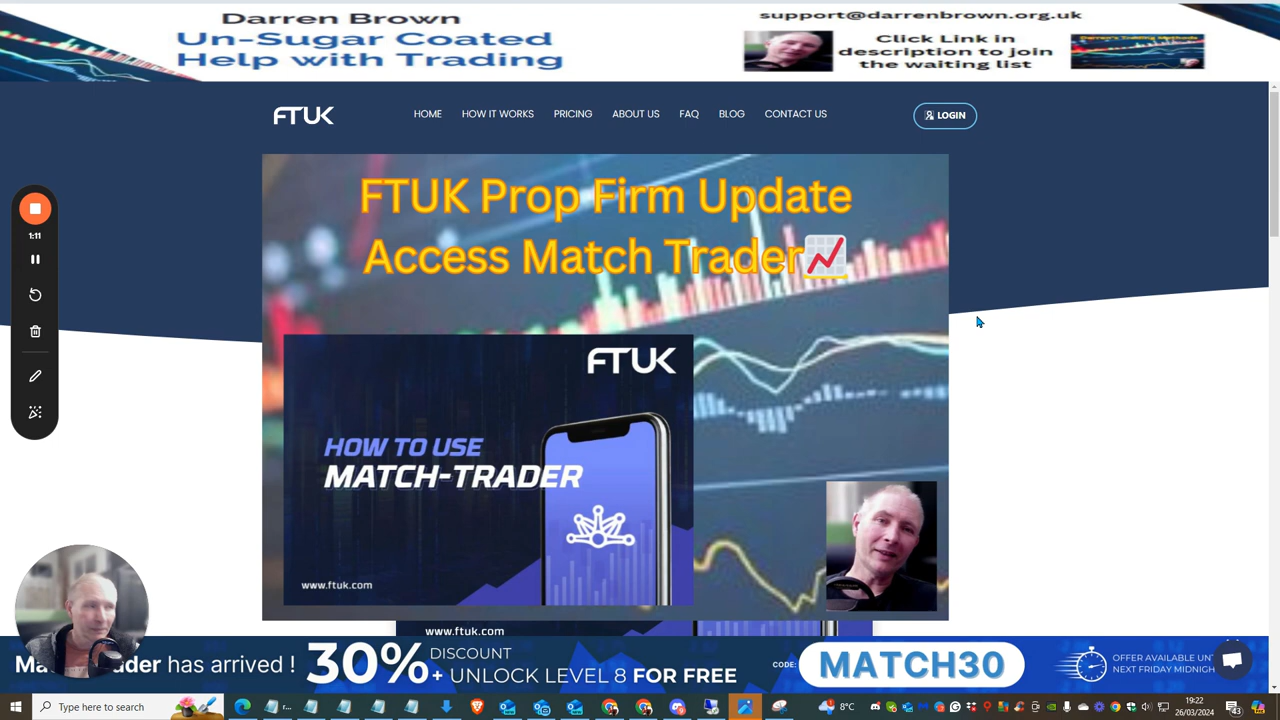 Darren Brown
Un-Sugar Coated
Help with Trading
support@darrenbrown.org.uk
Click Link in
description to join
the waiting list
FTUK
HOME HOW IT WORKS PRICING ABOUT US FAQ BLOG CONTACT US
LOGIN
FTUK Prop Firm Update
Access Match Trader
1:11
FTUK
HOW TO USE
MATCH-TRADER
www.ftuk.com
www.ftuk.com
has arrived !
30%
DISCOUNT
+ UNLOCK LEVEL 8 FOR FREE
CODE:
MATCH30
OFFER AVAILABLE
NEXT FRIDAY
Type here to search
8°C
19:22
26/03/2024